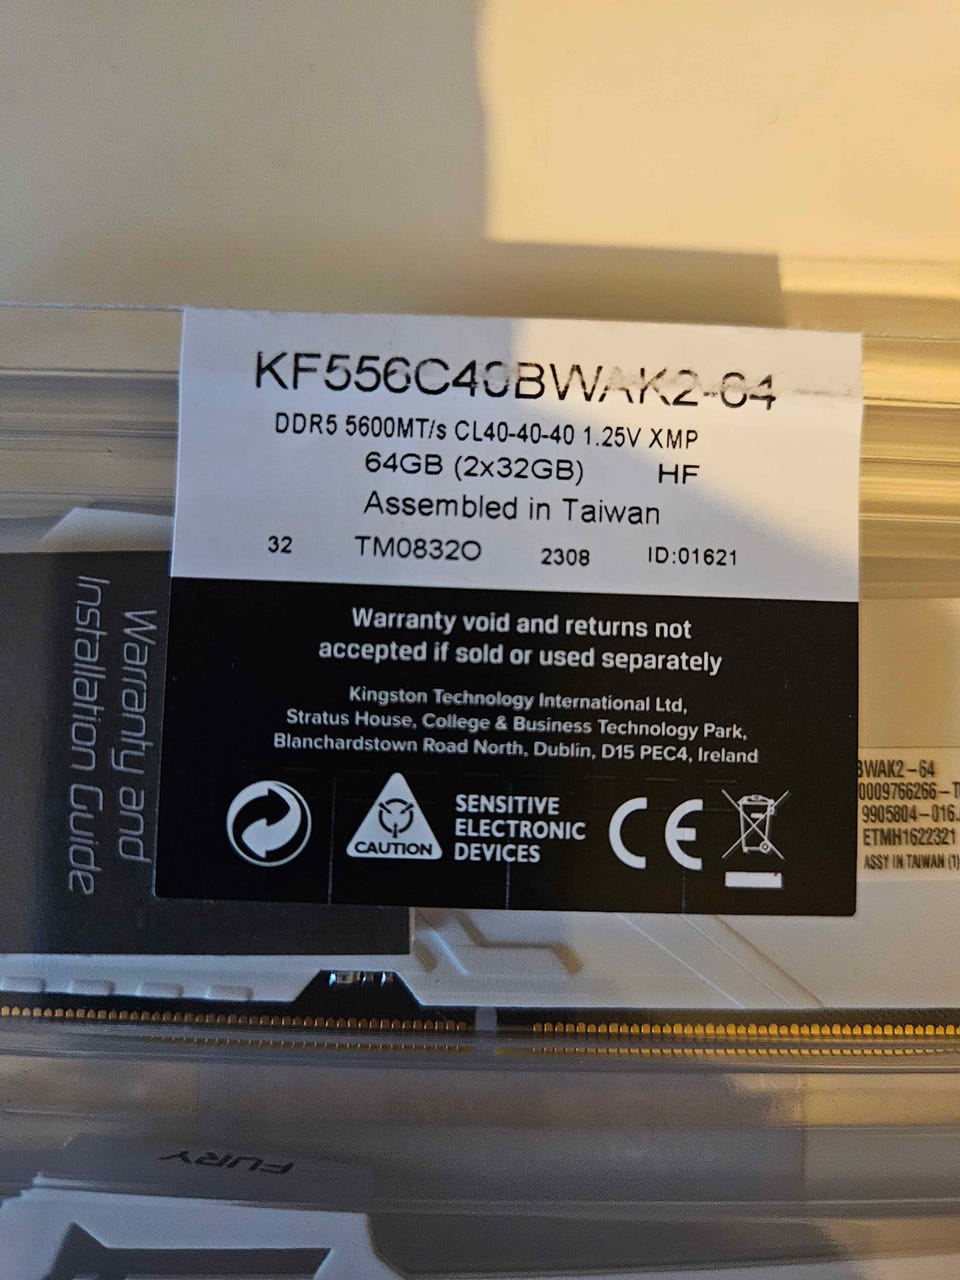 KF556C40BWAK2-64
DDR5 5600MT/s CL40-40-40 1.25V XMP
64GB (2x32GB) HF
Assembled in Taiwan
32 TM0832O 2308 ID:01621
Warranty void and returns not
accepted if sold or used separately
Kingston Technology International Ltd,
Stratus House, College & Business Technology Park,
Blanchardstown Road North, Dublin, D15 PEC4, Ireland
CAUTION
SENSITIVE
ELECTRONIC
DEVICES
CE
Warranty and
Installation Guide
BWAK2-64
0009766266-T
9905804-016.
ETMH1622321
ASSY IN TAIWAN (1)
FURY